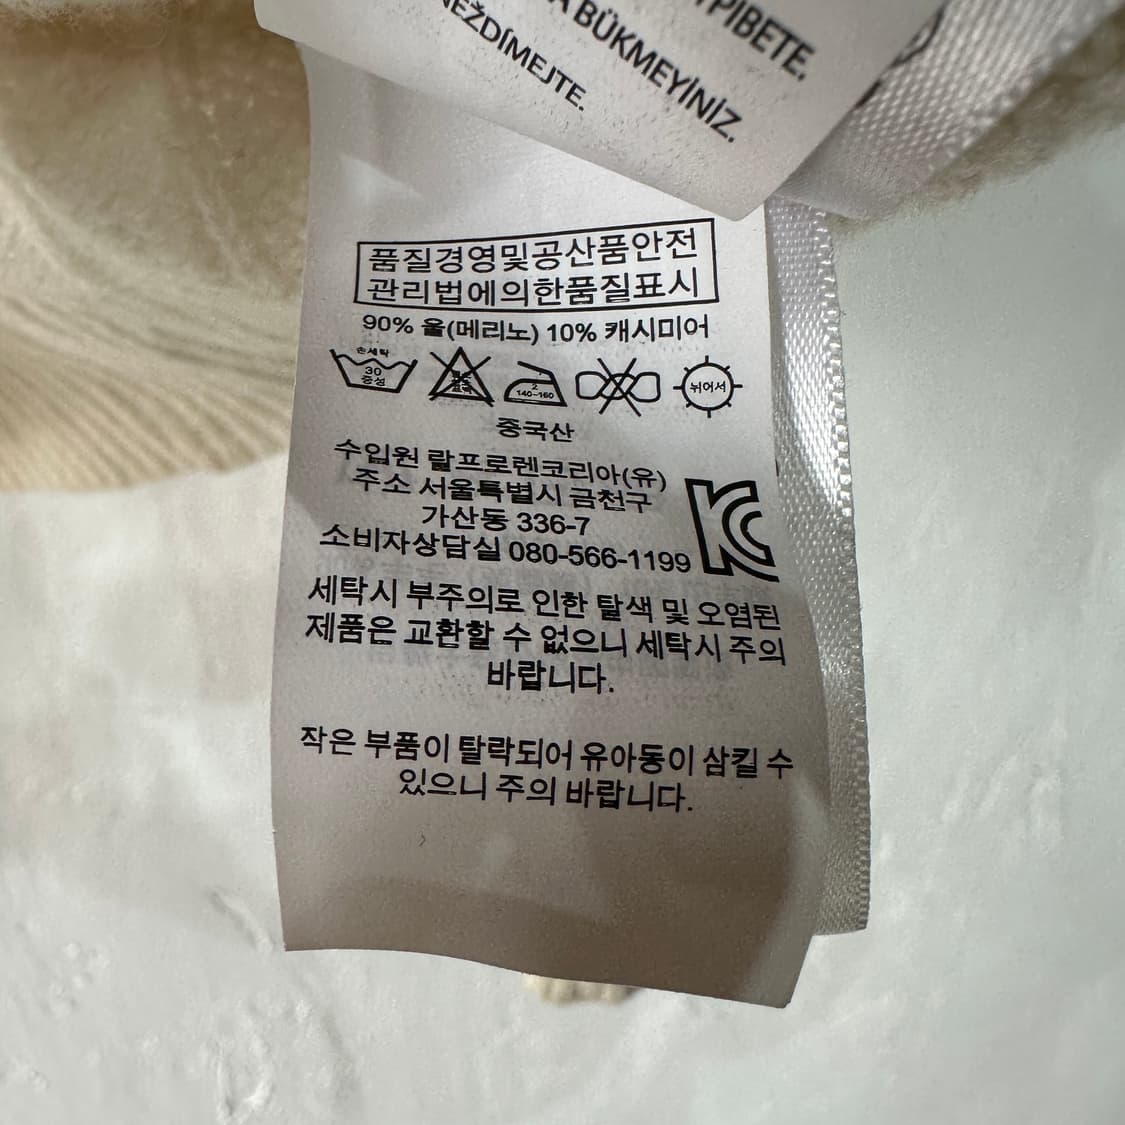 PIBETE.
A BÜKMEYİNİZ.
NEŽDÍMEJTE.
품질경영및공산품안전
관리법에의한품질표시
90% 울(메리노) 10% 캐시미어
손세탁
30
중성
2
140~160
뉘어서
중국산
수입원 랄프로렌코리아(유)
주소 서울특별시 금천구
가산동 336-7
소비자상담실 080-566-1199
세탁시 부주의로 인한 탈색 및 오염된
제품은 교환할 수 없으니 세탁시 주의
바랍니다.
작은 부품이 탈락되어 유아동이 삼킬 수
있으니 주의 바랍니다.